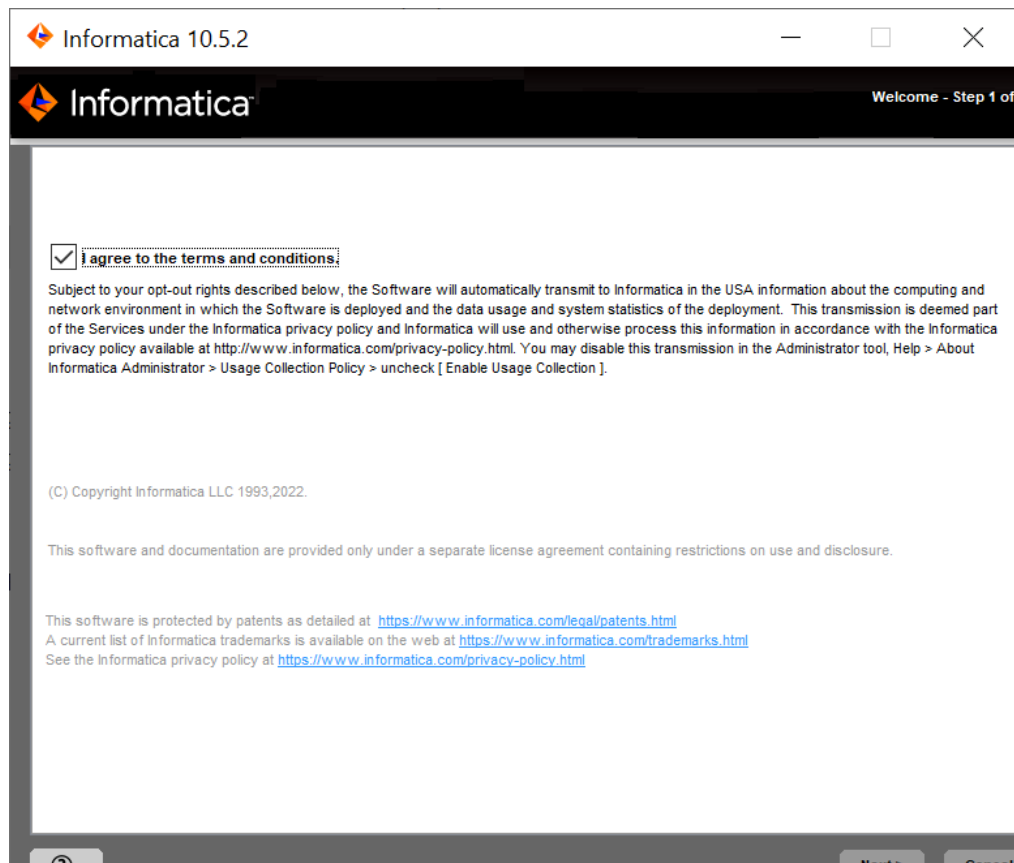 Informatica 10.5.2
Informatica
Welcome - Step 1 of
I agree to the terms and conditions.
Subject to your opt-out rights described below, the Software will automatically transmit to Informatica in the USA information about the computing and
network environment in which the Software is deployed and the data usage and system statistics of the deployment. This transmission is deemed part
of the Services under the Informatica privacy policy and Informatica will use and otherwise process this information in accordance with the Informatica
privacy policy available at http://www.informatica.com/privacy-policy.html. You may disable this transmission in the Administrator tool, Help > About
Informatica Administrator > Usage Collection Policy > uncheck [ Enable Usage Collection ].
(C) Copyright Informatica LLC 1993,2022.
This software and documentation are provided only under a separate license agreement containing restrictions on use and disclosure.
This software is protected by patents as detailed at https://www.informatica.com/legal/patents.html
A current list of Informatica trademarks is available on the web at https://www.informatica.com/trademarks.html
See the Informatica privacy policy at https://www.informatica.com/privacy-policy.html